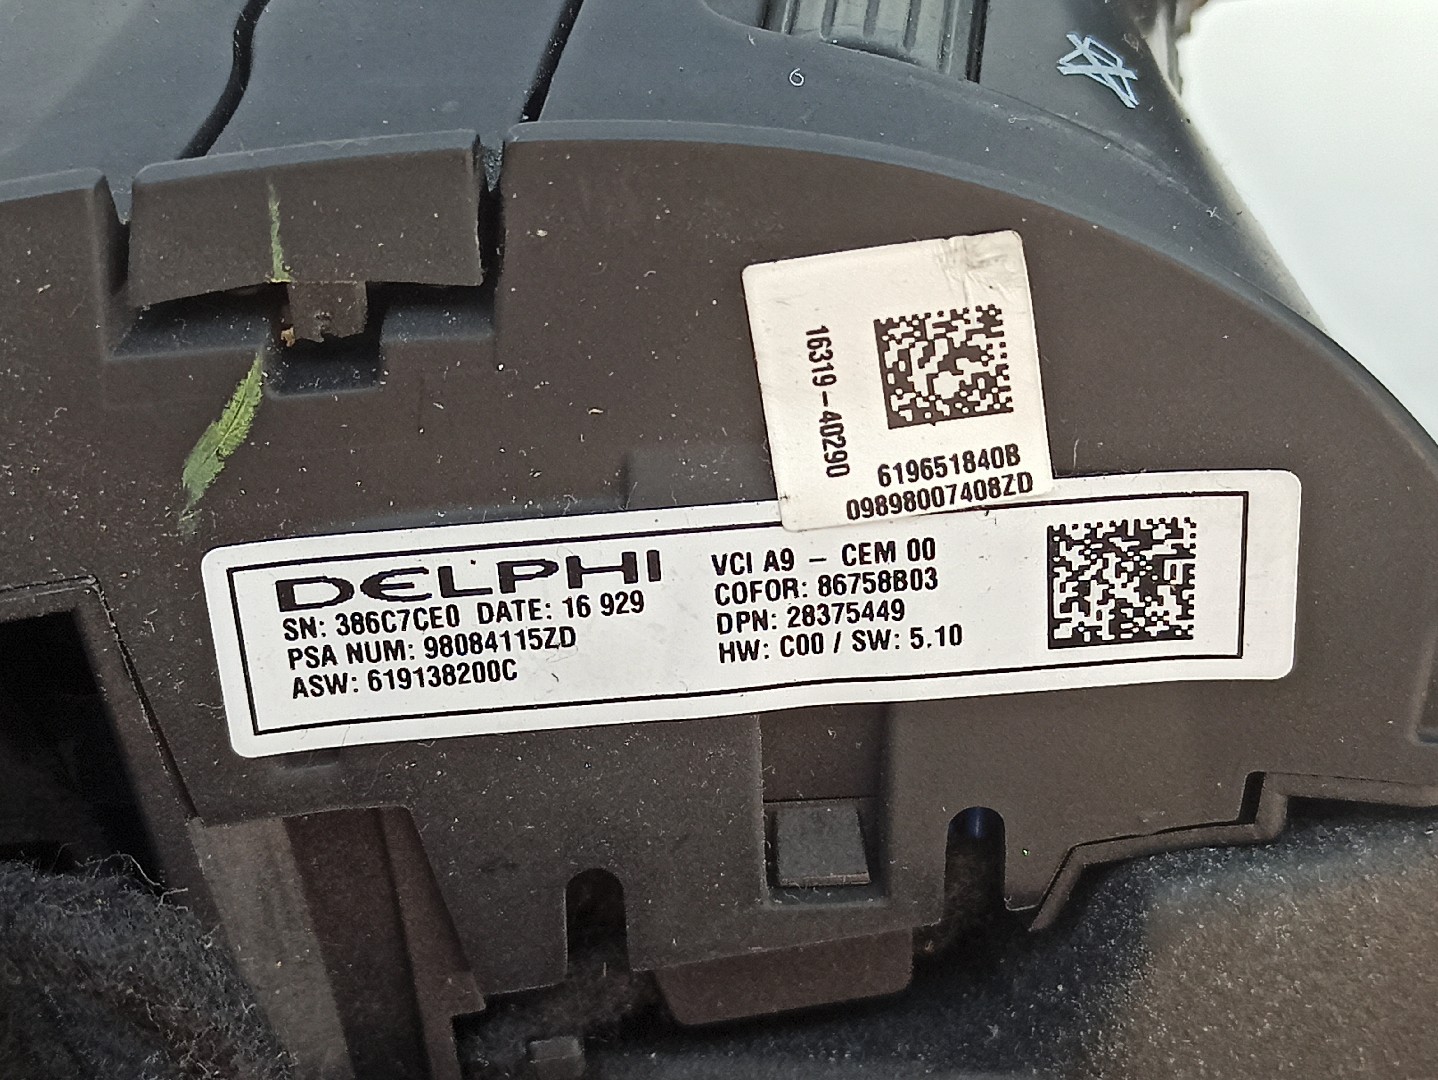 6
16319-40290
619651840B
09898007408ZD
DELPHI
SN: 386C7CE0 DATE: 16 929
PSA NUM: 98084115ZD
ASW: 619138200C
VCI A9 - CEM 00
COFOR: 86758B03
DPN: 28375449
HW: C00 / SW: 5.10